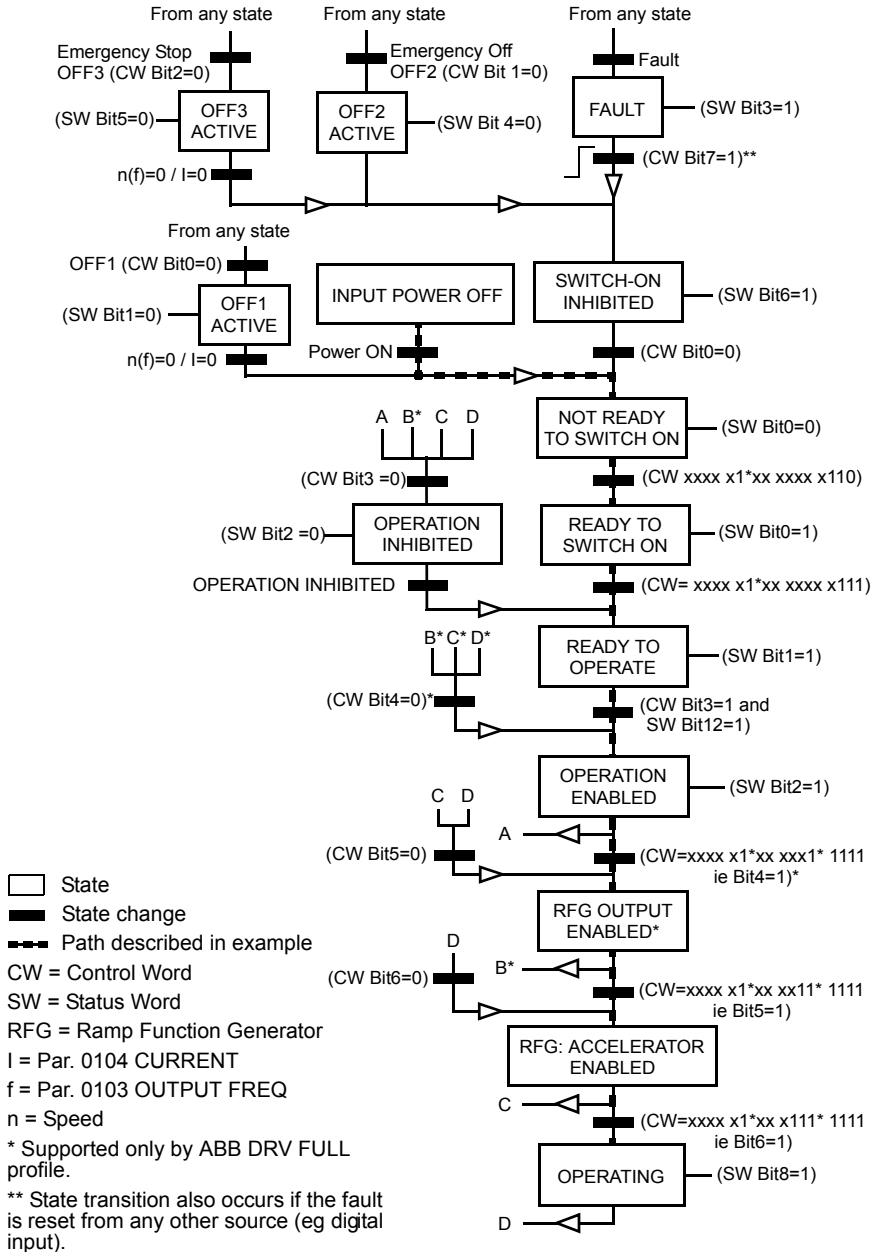 From any state
From any state
From any state
Emergency Stop
OFF3 (CW Bit2=0)
Emergency Off
OFF2 (CW Bit 1=0)
Fault
(SW Bit5=0)
OFF3
ACTIVE
OFF2
ACTIVE
(SW Bit 4=0)
FAULT
(SW Bit3=1)
n(f)=0 / I=0
(CW Bit7=1)**
From any state
OFF1 (CW Bit0=0)
(SW Bit1=0)
OFF1
ACTIVE
INPUT POWER OFF
SWITCH-ON
INHIBITED
(SW Bit6=1)
n(f)=0 / I=0
Power ON
(CW Bit0=0)
A B* C D
NOT READY
TO SWITCH ON
(SW Bit0=0)
(CW Bit3 =0)
(CW xxxx x1*xx xxxx x110)
(SW Bit2 =0)
OPERATION
INHIBITED
READY TO
SWITCH ON
(SW Bit0=1)
OPERATION INHIBITED
(CW= xxxx x1*xx xxxx x111)
B* C* D*
READY TO
OPERATE
(SW Bit1=1)
(CW Bit4=0)*
(CW Bit3=1 and
SW Bit12=1)
OPERATION
ENABLED
(SW Bit2=1)
C D
A
(CW Bit5=0)
(CW=xxxx x1*xx xxx1* 1111
ie Bit4=1)*
RFG OUTPUT
ENABLED*
D
B*
(CW Bit6=0)
(CW=xxxx x1*xx xx11* 1111
ie Bit5=1)
RFG: ACCELERATOR
ENABLED
C
(CW=xxxx x1*xx x111* 1111
ie Bit6=1)
OPERATING
(SW Bit8=1)
D
State
State change
Path described in example
CW = Control Word
SW = Status Word
RFG = Ramp Function Generator
I = Par. 0104 CURRENT
f = Par. 0103 OUTPUT FREQ
n = Speed
* Supported only by ABB DRV FULL
profile.
** State transition also occurs if the fault
is reset from any other source (eg digital
input).